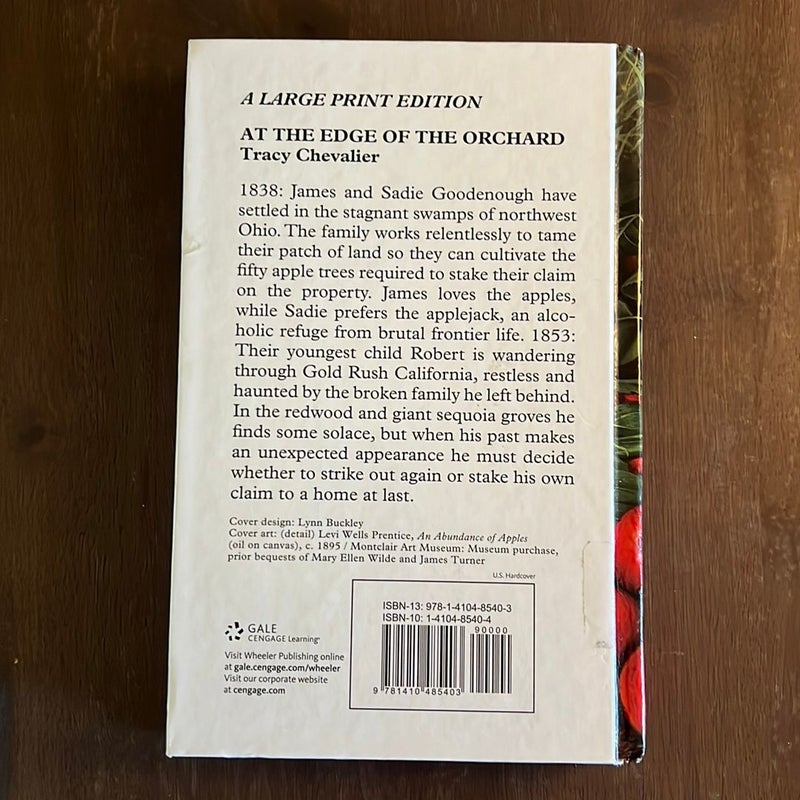 A LARGE PRINT EDITION
AT THE EDGE OF THE ORCHARD
Tracy Chevalier
1838: James and Sadie Goodenough have
settled in the stagnant swamps of northwest
Ohio. The family works relentlessly to tame
their patch of land so they can cultivate the
fifty apple trees required to stake their claim
on the property. James loves the apples,
while Sadie prefers the applejack, an alco-
holic refuge from brutal frontier life. 1853:
Their youngest child Robert is wandering
through Gold Rush California, restless and
haunted by the broken family he left behind.
In the redwood and giant sequoia groves he
finds some solace, but when his past makes
an unexpected appearance he must decide
whether to strike out again or stake his own
claim to a home at last.
Cover design: Lynn Buckley
Cover art: (detail) Levi Wells Prentice, An Abundance of Apples
(oil on canvas), c. 1895 / Montclair Art Museum: Museum purchase,
prior bequests of Mary Ellen Wilde and James Turner
U.S. Hardcover
ISBN-13: 978-1-4104-8540-3
ISBN-10: 1-4104-8540-4
90000
9 781410 485403
GALE
CENGAGE Learning®
Visit Wheeler Publishing online
at gale.cengage.com/wheeler
Visit our corporate website
at cengage.com